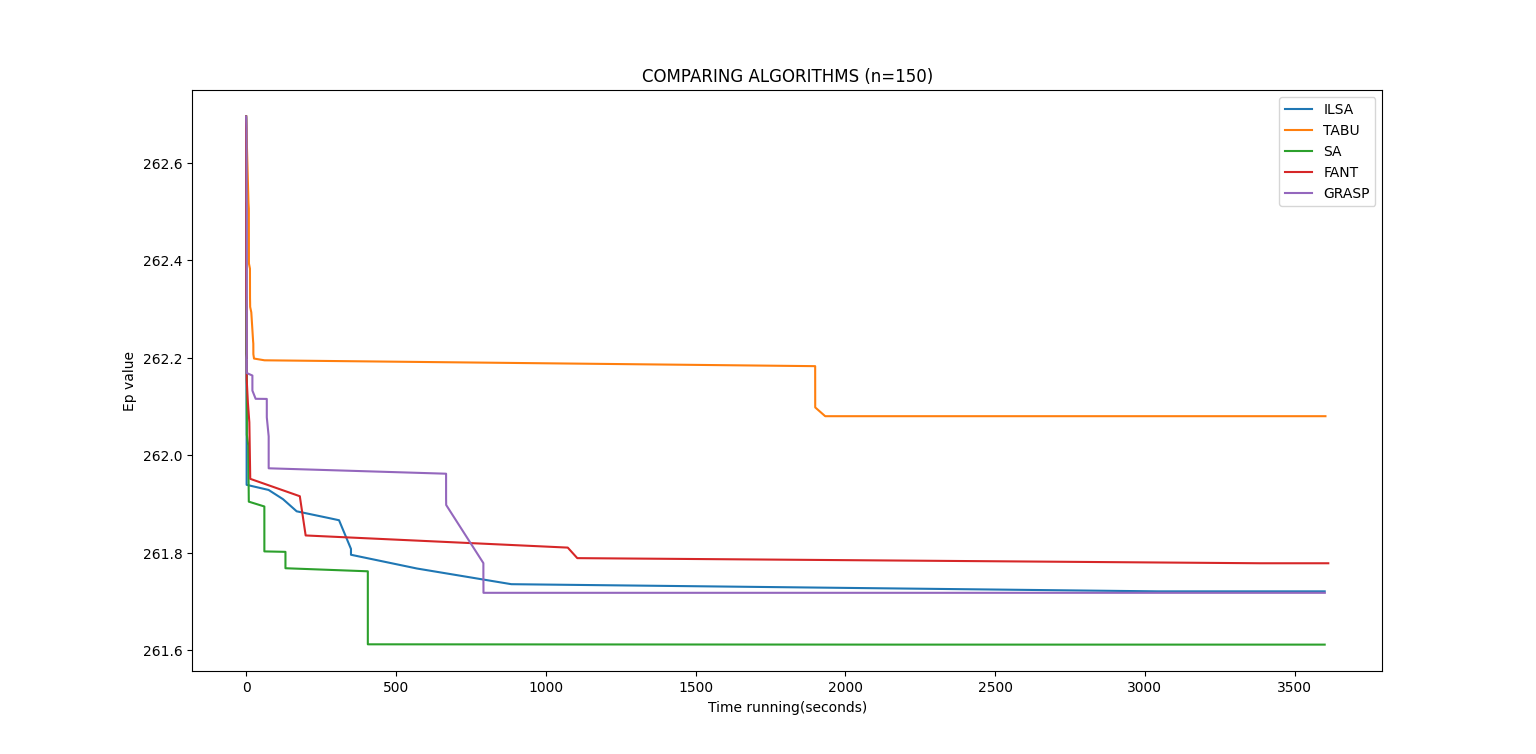 COMPARING ALGORITHMS (n=150)
ILSA
TABU
SA
FANT
GRASP
262.6
262.4
262.2
262.0
261.8
261.6
Ep value
0 500 1000 1500 2000 2500 3000 3500
Time running(seconds)